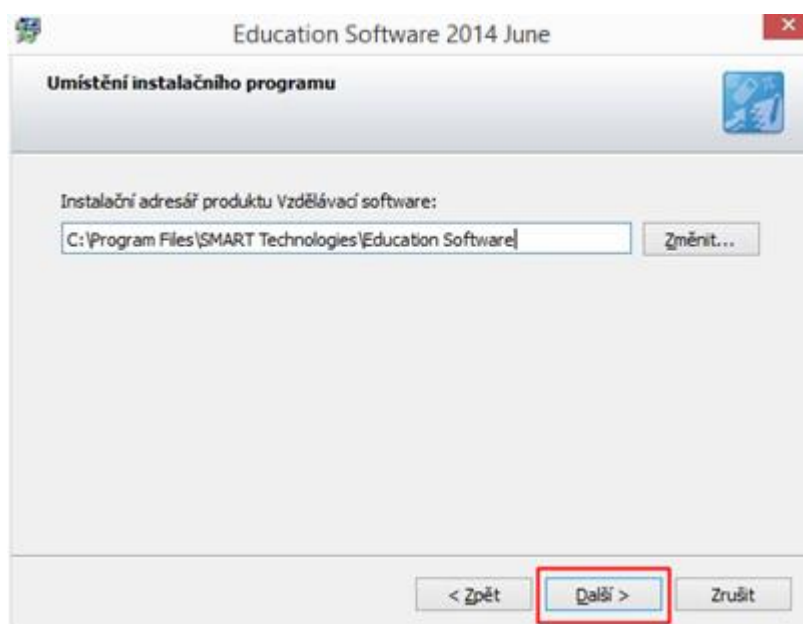 Education Software 2014 June
Umístění instalačního programu
Instalační adresář produktu Vzdělávací software:
C:\Program Files\SMART Technologies\Education Software
Změnit...
< Zpět
Další >
Zrušit